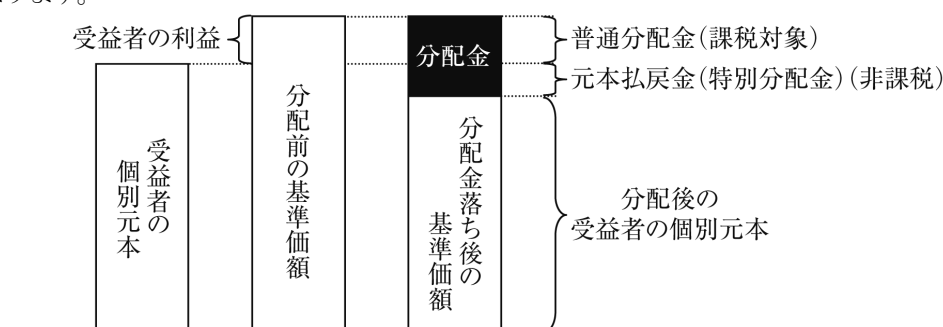 ります。
受益者の利益
分配金
普通分配金(課税対象)
元本払戻金(特別分配金)(非課税)
受益者の
個別元本
分配前の基準価額
分配金落ち後の
基準価額
分配後の
受益者の個別元本